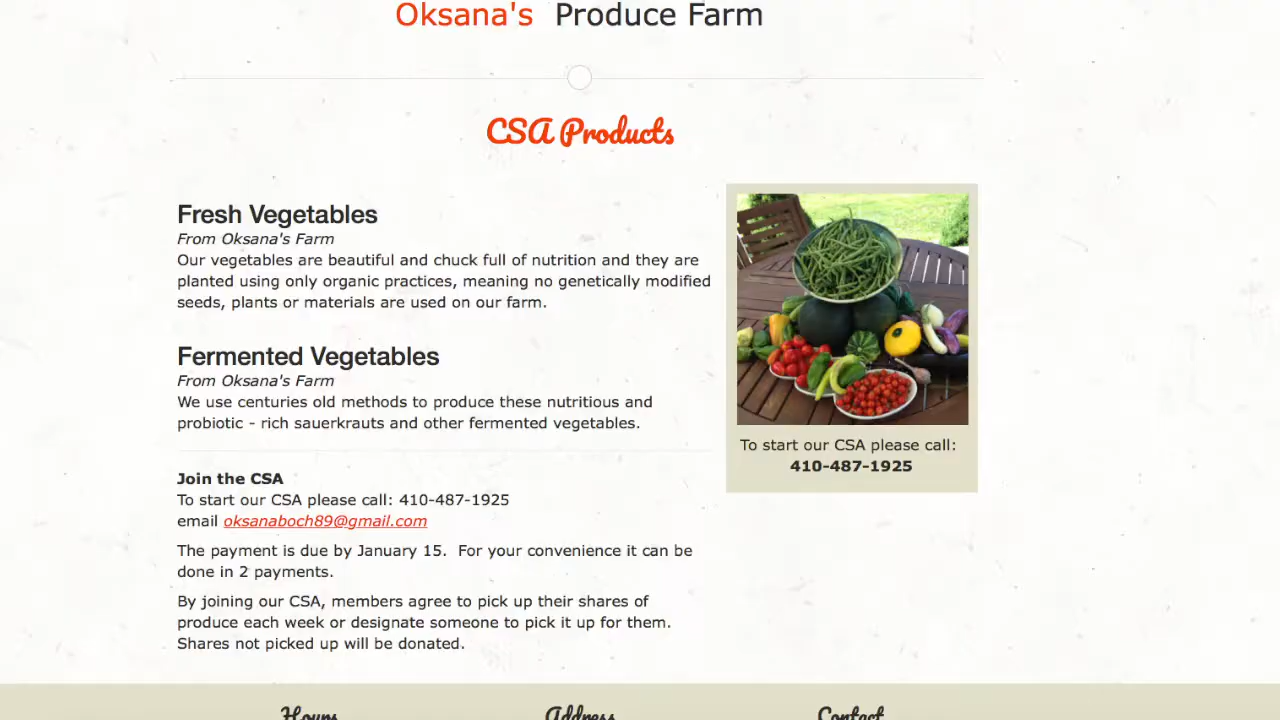 Oksana's Produce Farm
CSA Products
Fresh Vegetables
From Oksana's Farm
Our vegetables are beautiful and chuck full of nutrition and they are
planted using only organic practices, meaning no genetically modified
seeds, plants or materials are used on our farm.
Fermented Vegetables
From Oksana's Farm
We use centuries old methods to produce these nutritious and
probiotic - rich sauerkrauts and other fermented vegetables.
Join the CSA
To start our CSA please call: 410-487-1925
email oksanaboch89@gmail.com
The payment is due by January 15.  For your convenience it can be
done in 2 payments.
By joining our CSA, members agree to pick up their shares of
produce each week or designate someone to pick it up for them.
Shares not picked up will be donated.
To start our CSA please call:
410-487-1925
Hours Address Contact